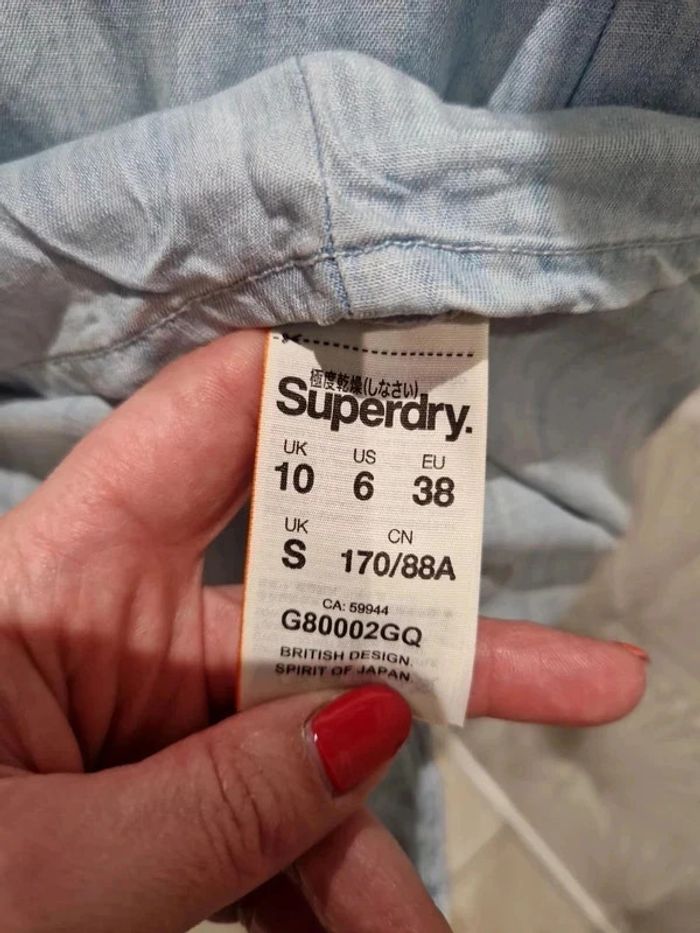 極度乾燥(しなさい)
Superdry.
UK US EU
10 6 38
UK CN
S 170/88A
CA: 59944
G80002GQ
BRITISH DESIGN.
SPIRIT OF JAPAN.